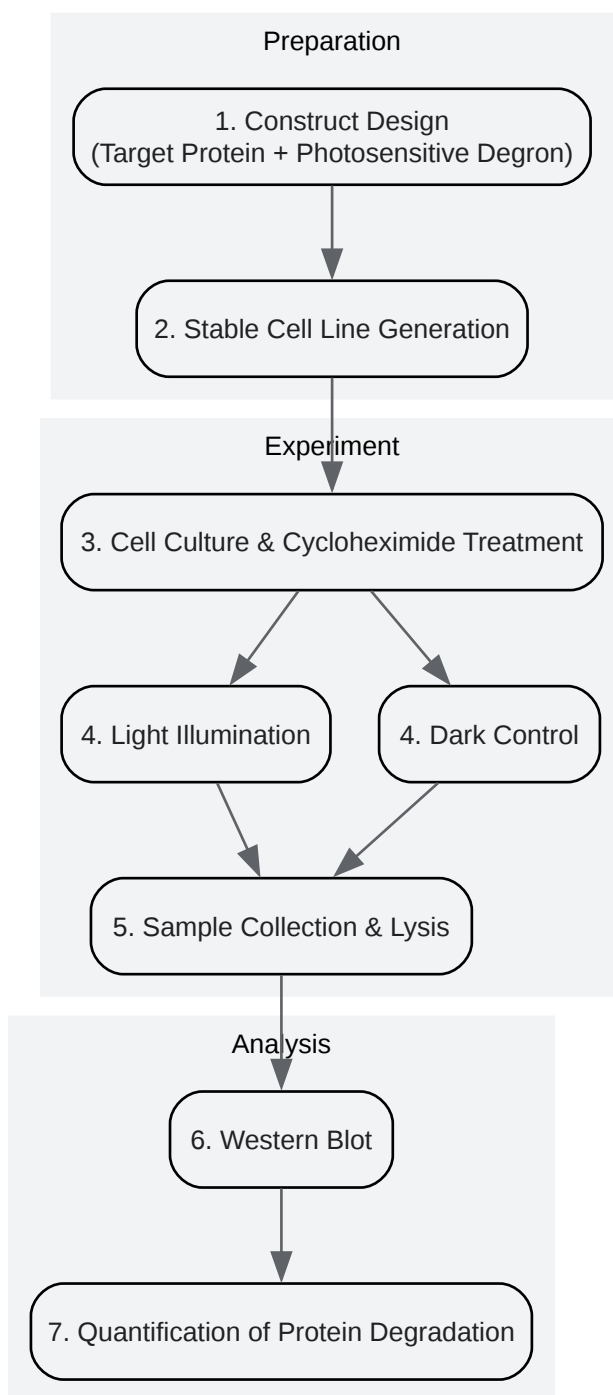 Preparation
1. Construct Design
(Target Protein + Photosensitive Degron)
2. Stable Cell Line Generation
Experiment
3. Cell Culture & Cycloheximide Treatment
4. Light Illumination
4. Dark Control
5. Sample Collection & Lysis
Analysis
6. Western Blot
7. Quantification of Protein Degradation